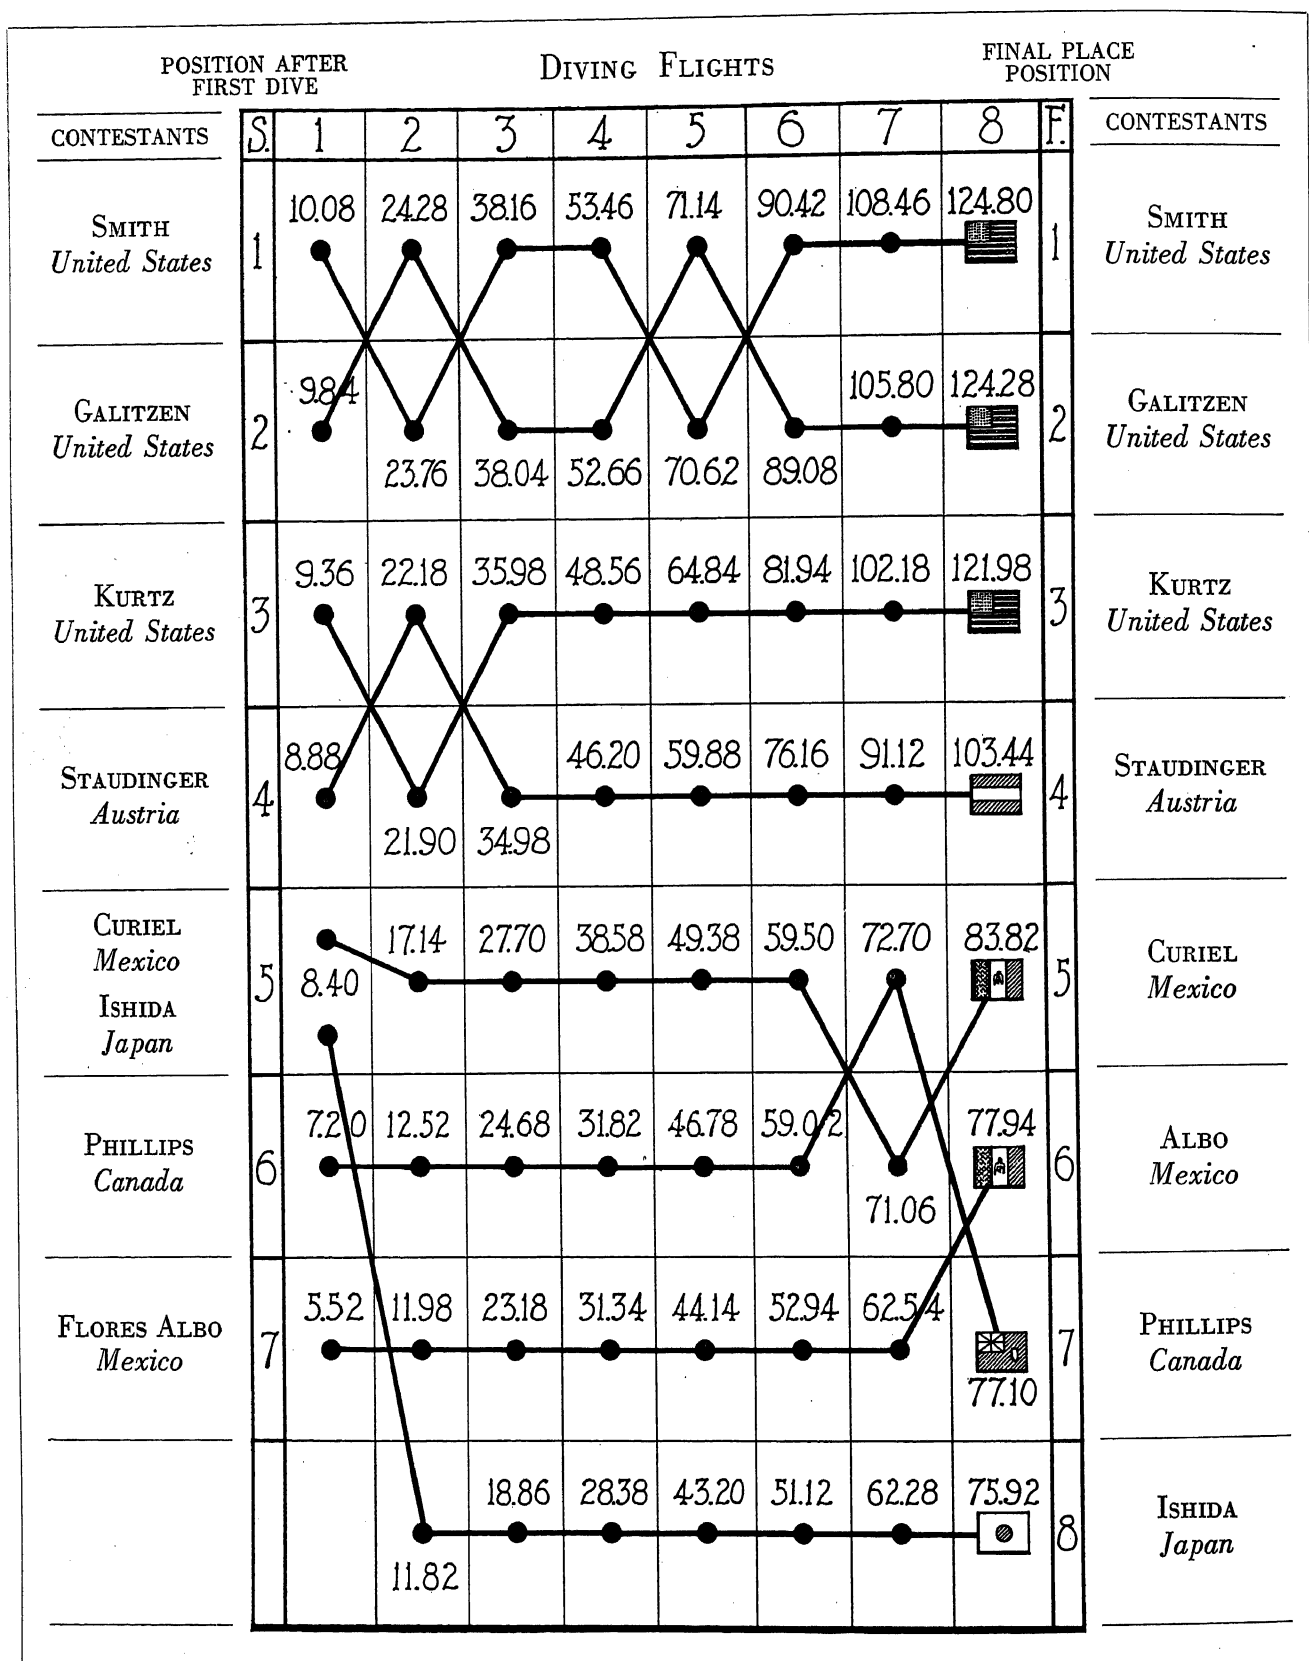 POSITION AFTER
FIRST DIVE
DIVING FLIGHTS
FINAL PLACE
POSITION
CONTESTANTS S. 1 2 3 4 5 6 7 8 F. CONTESTANTS
10.08 24.28 38.16 53.46 71.14 90.42 108.46 124.80
SMITH
United States
1
1
SMITH
United States
9.84 105.80 124.28
GALITZEN
United States
2
2
GALITZEN
United States
23.76 38.04 52.66 70.62 89.08
9.36 22.18 35.98 48.56 64.84 81.94 102.18 121.98
KURTZ
United States
3
3
KURTZ
United States
8.88 46.20 59.88 76.16 91.12 103.44
STAUDINGER
Austria
4
4
STAUDINGER
Austria
21.90 34.98
CURIEL
Mexico
ISHIDA
Japan
5
17.14 27.70 38.58 49.38 59.50 72.70 83.82
8.40
5
CURIEL
Mexico
7.20 12.52 24.68 31.82 46.78 59.02 77.94
PHILLIPS
Canada
6
6
ALBO
Mexico
71.06
5.52 11.98 23.18 31.34 44.14 52.94 62.54
FLORES ALBO
Mexico
7
7
PHILLIPS
Canada
77.10
18.86 28.38 43.20 51.12 62.28 75.92
8
ISHIDA
Japan
11.82